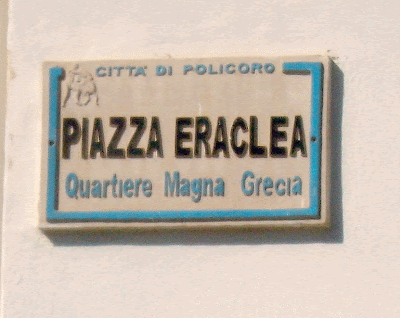 CITTA' DI POLICORO
PIAZZA ERACLEA
Quartiere Magna Grecia